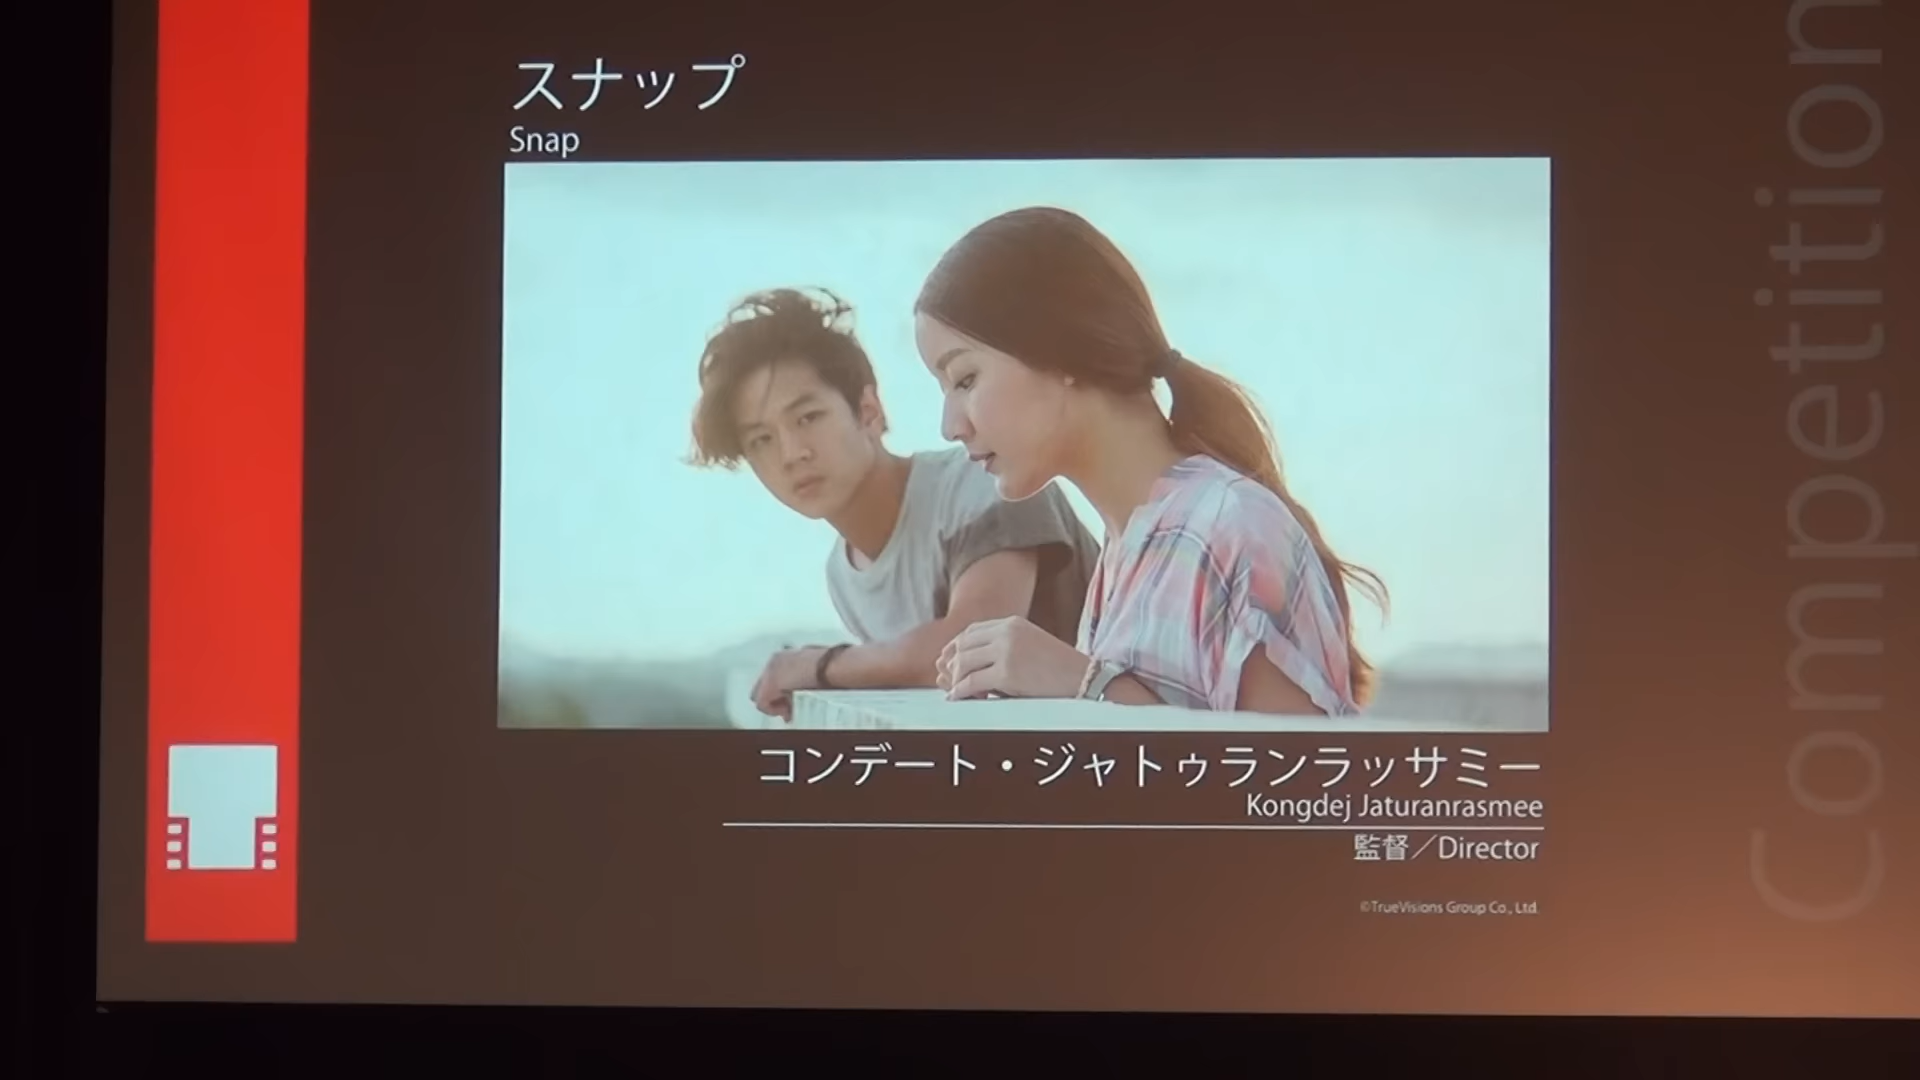 スナップ
Snap
コンデート・ジャトゥランラッサミー
Kongdej Jaturanrasmee
監督／Director
©TrueVisions Group Co., Ltd.
Competition